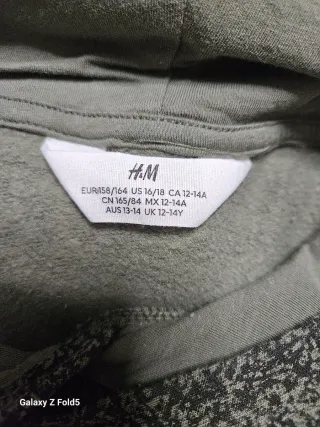 H&M
EUR158/164 US 16/18 CA 12-14A
CN 165/84 MX 12-14A
AUS 13-14 UK 12-14Y
Galaxy Z Fold5